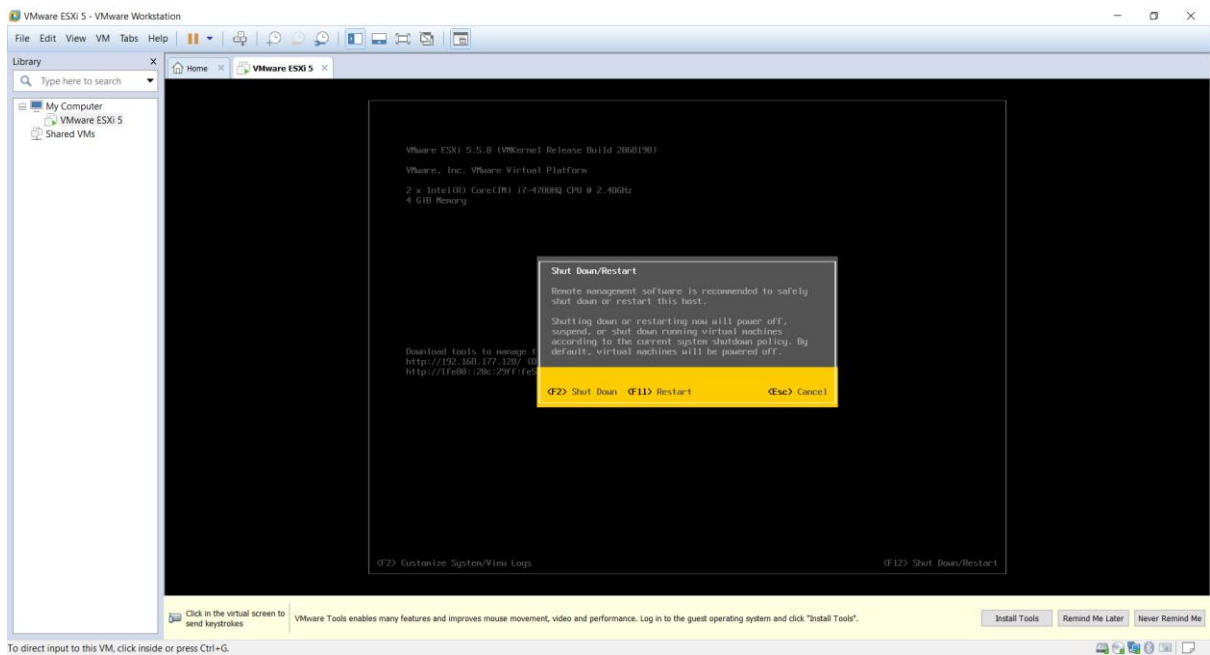 VMware ESXi 5 - VMware Workstation
File Edit View VM Tabs Help
Library X
Home × VMware ESXi 5 ×
Type here to search
My Computer
VMware ESXi 5
Shared VMs
VMware ESXi 5.5.0 (VMKernel Release Build 2068190)
VMware, Inc. VMware Virtual Platform
2 x Intel(R) Core(TM) i7-4700HQ CPU @ 2.40GHz
4 GiB Memory
Shut Down/Restart
Remote management software is recommended to safely
shut down or restart this host.
Shutting down or restarting now will power off,
suspend, or shut down running virtual machines
according to the current system shutdown policy. By
default, virtual machines will be powered off.
Download tools to manage t
http://192.168.177.128/ (D
http://[fe80::20c:29ff:fe5
<F2> Shut Down <F11> Restart <Esc> Cancel
<F2> Customize System/View Logs <F12> Shut Down/Restart
Click in the virtual screen to
send keystrokes
VMware Tools enables many features and improves mouse movement, video and performance. Log in to the guest operating system and click "Install Tools".
Install Tools Remind Me Later Never Remind Me
To direct input to this VM, click inside or press Ctrl+G.